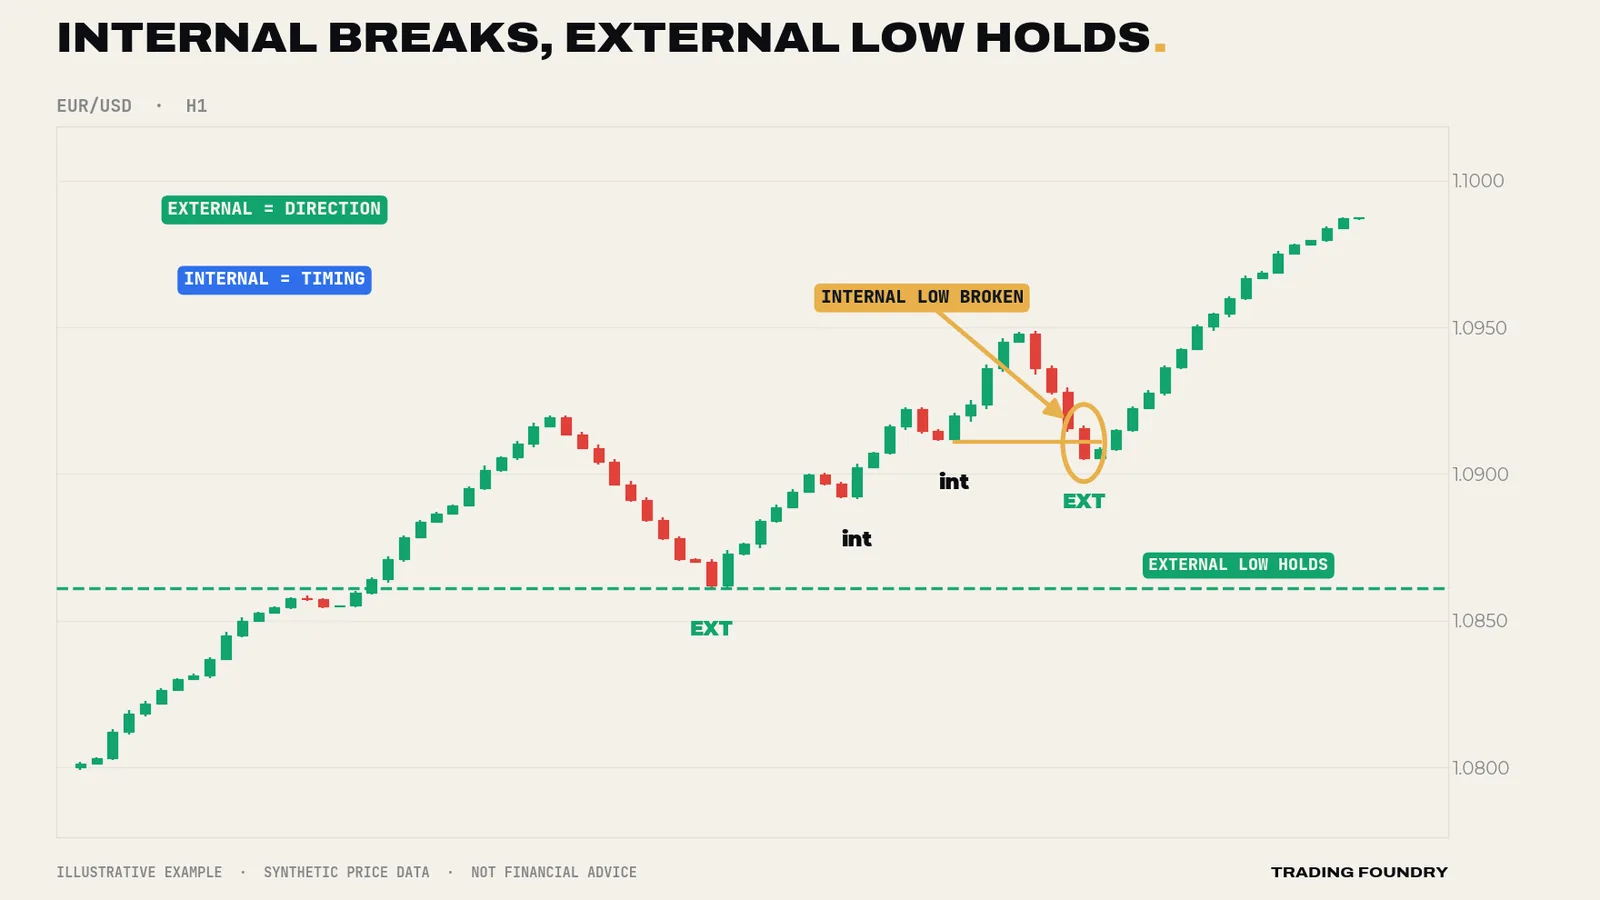 INTERNAL BREAKS, EXTERNAL LOW HOLDS.
EUR/USD · H1
1.1000
EXTERNAL = DIRECTION
INTERNAL = TIMING
INTERNAL LOW BROKEN
1.0950
1.0900
int
EXT
int
EXTERNAL LOW HOLDS
EXT
1.0850
1.0800
ILLUSTRATIVE EXAMPLE · SYNTHETIC PRICE DATA · NOT FINANCIAL ADVICE
TRADING FOUNDRY